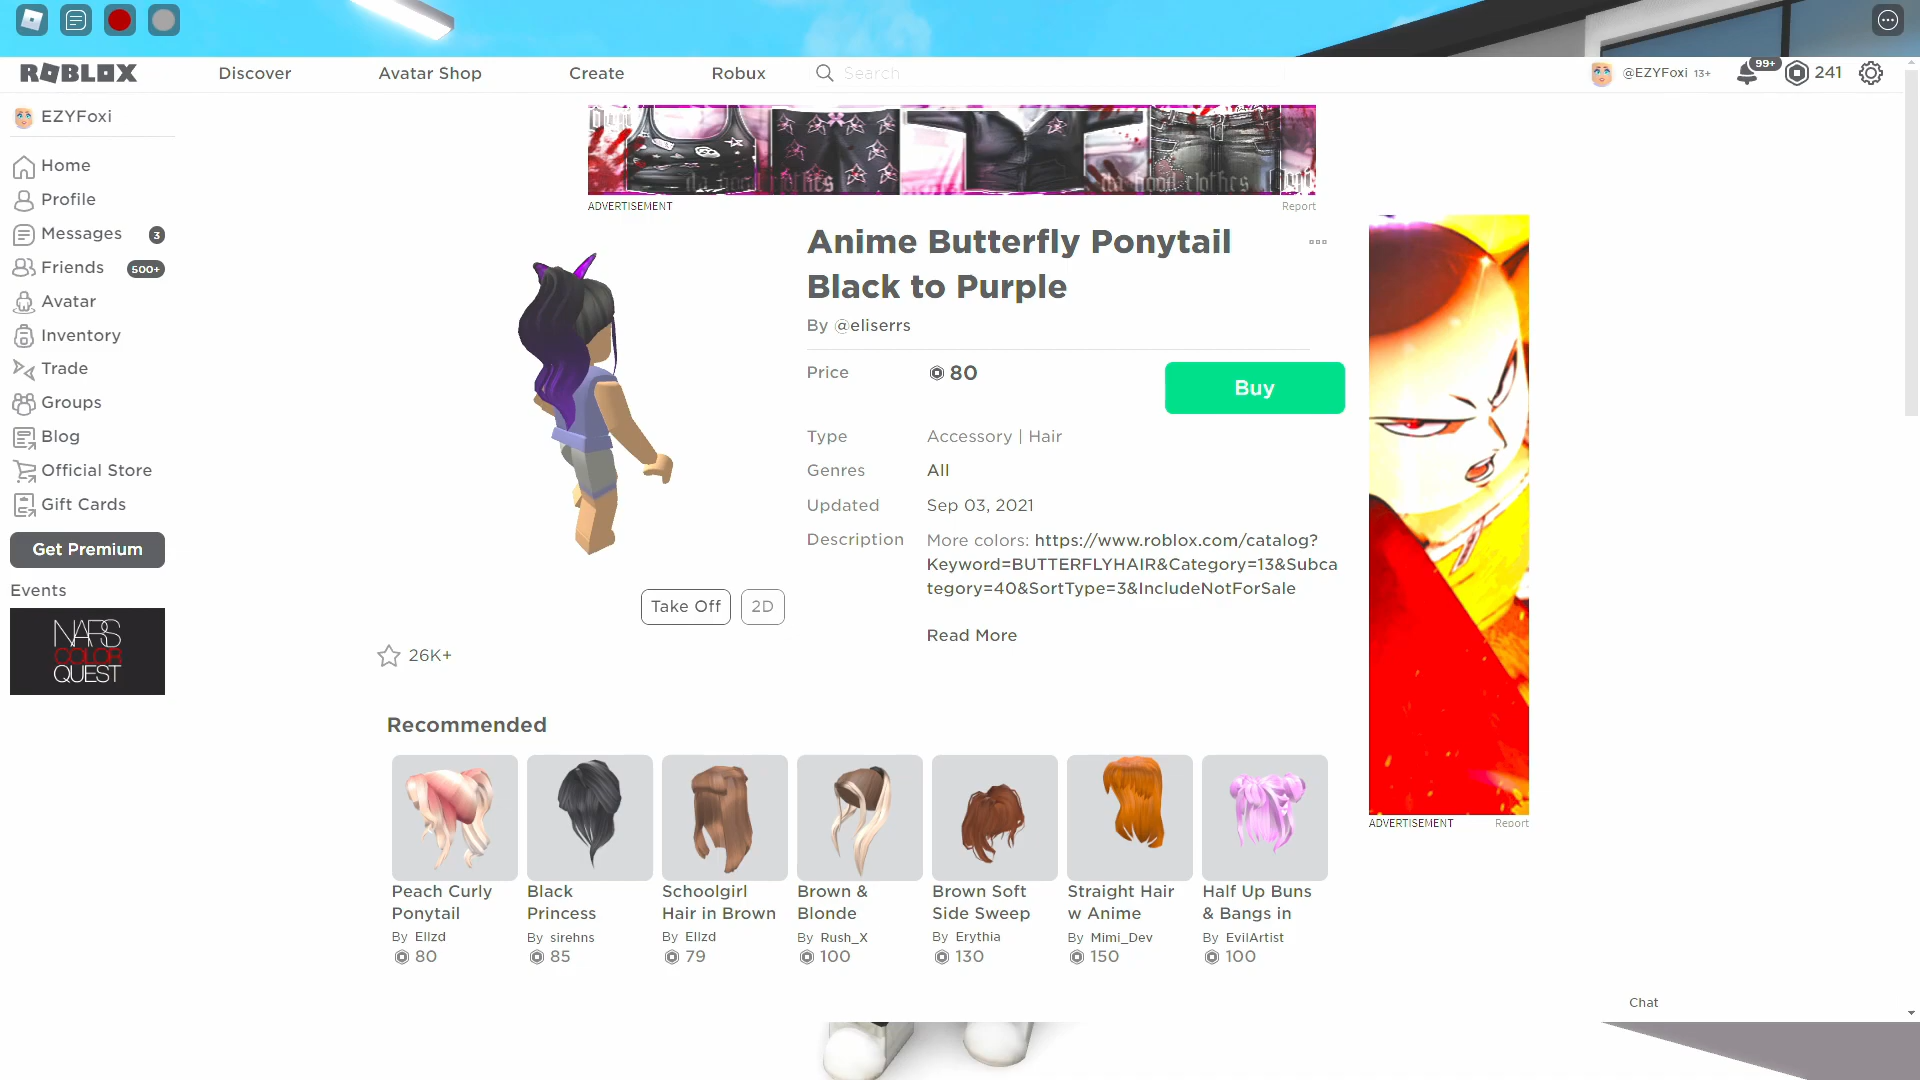 ROBLOX
Discover
Avatar Shop
Create
Robux
Search
@EZYFoxi 13+
99+
241
EZYFoxi
Home
Profile
Messages 3
Friends 500+
Avatar
Inventory
Trade
Groups
Blog
Official Store
Gift Cards
Get Premium
Events
NARS
COLOR
QUEST
da hood clothes
da hood clothes
ADVERTISEMENT
Report
Anime Butterfly Ponytail
Black to Purple
By @eliserrs
Price 80
Buy
Type Accessory | Hair
Genres All
Updated Sep 03, 2021
Description More colors: https://www.roblox.com/catalog?
Keyword=BUTTERFLYHAIR&Category=13&Subca
tegory=40&SortType=3&IncludeNotForSale
Read More
Take Off
2D
26K+
ADVERTISEMENT
Report
Recommended
Peach Curly
Ponytail
By Ellzd
80
Black
Princess
By sirehns
85
Schoolgirl
Hair in Brown
By Ellzd
79
Brown &
Blonde
By Rush_X
100
Brown Soft
Side Sweep
By Erythia
130
Straight Hair
w Anime
By Mimi_Dev
150
Half Up Buns
& Bangs in
By EvilArtist
100
Chat